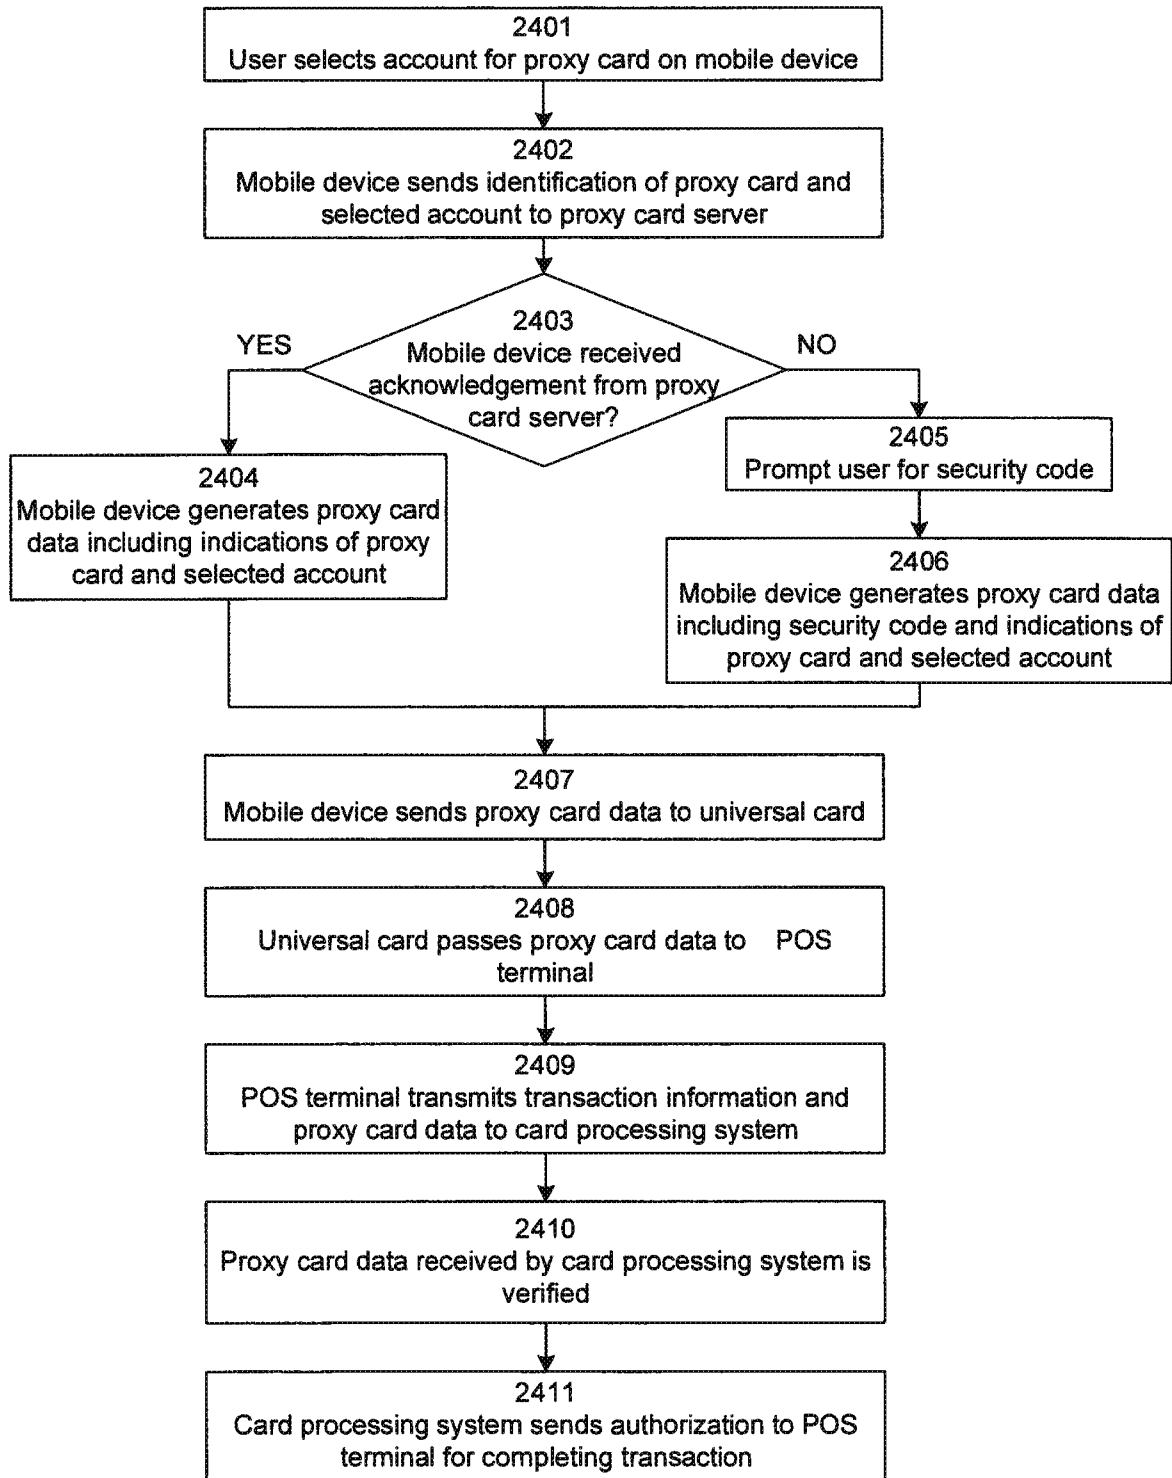 2401
User selects account for proxy card on mobile device
2402
Mobile device sends identification of proxy card and
selected account to proxy card server
2403
Mobile device received
acknowledgement from proxy
card server?
YES
NO
2404
Mobile device generates proxy card
data including indications of proxy
card and selected account
2405
Prompt user for security code
2406
Mobile device generates proxy card data
including security code and indications of
proxy card and selected account
2407
Mobile device sends proxy card data to universal card
2408
Universal card passes proxy card data to POS
terminal
2409
POS terminal transmits transaction information and
proxy card data to card processing system
2410
Proxy card data received by card processing system is
verified
2411
Card processing system sends authorization to POS
terminal for completing transaction